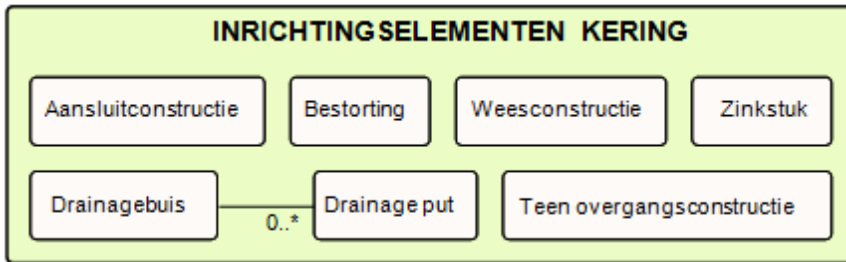 INRICHTINGSELEMENTEN KERING
Aansluitconstructie
Bestorting
Weesconstructie
Zinkstuk
Drainagebuis
0..*
Drainage put
Teen overgangsconstructie